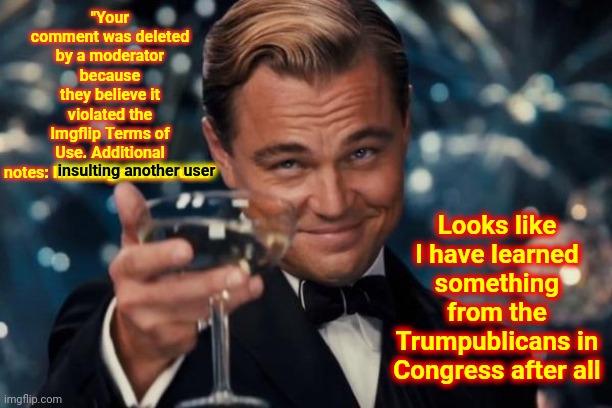 "Your
comment was deleted
by a moderator
because
they believe it
violated the
Imgflip Terms of
Use. Additional
notes: insulting another user
Looks like
I have learned
something
from the
Trumpublicans in
Congress after all
imgflip.com